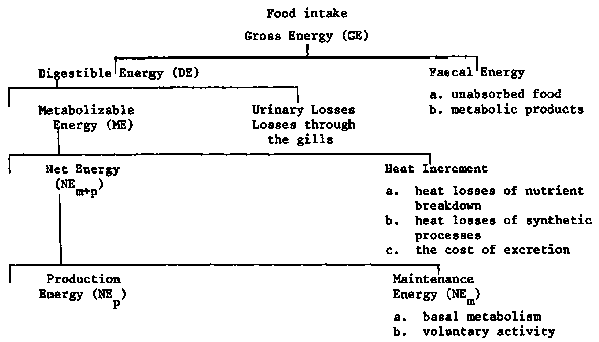 Food intake
Gross Energy (GE)
Digestible Energy (DE)
Faecal Energy
a. unabsorbed food
b. metabolic products
Metabolizable
Energy (ME)
Urinary Losses
Losses through
the gills
Net Energy
(NEm+p)
Heat Increment
a. heat losses of nutrient
breakdown
b. heat losses of synthetic
processes
c. the cost of excretion
Production
Energy (NEp)
Maintenance
Energy (NEm)
a. basal metabolism
b. voluntary activity